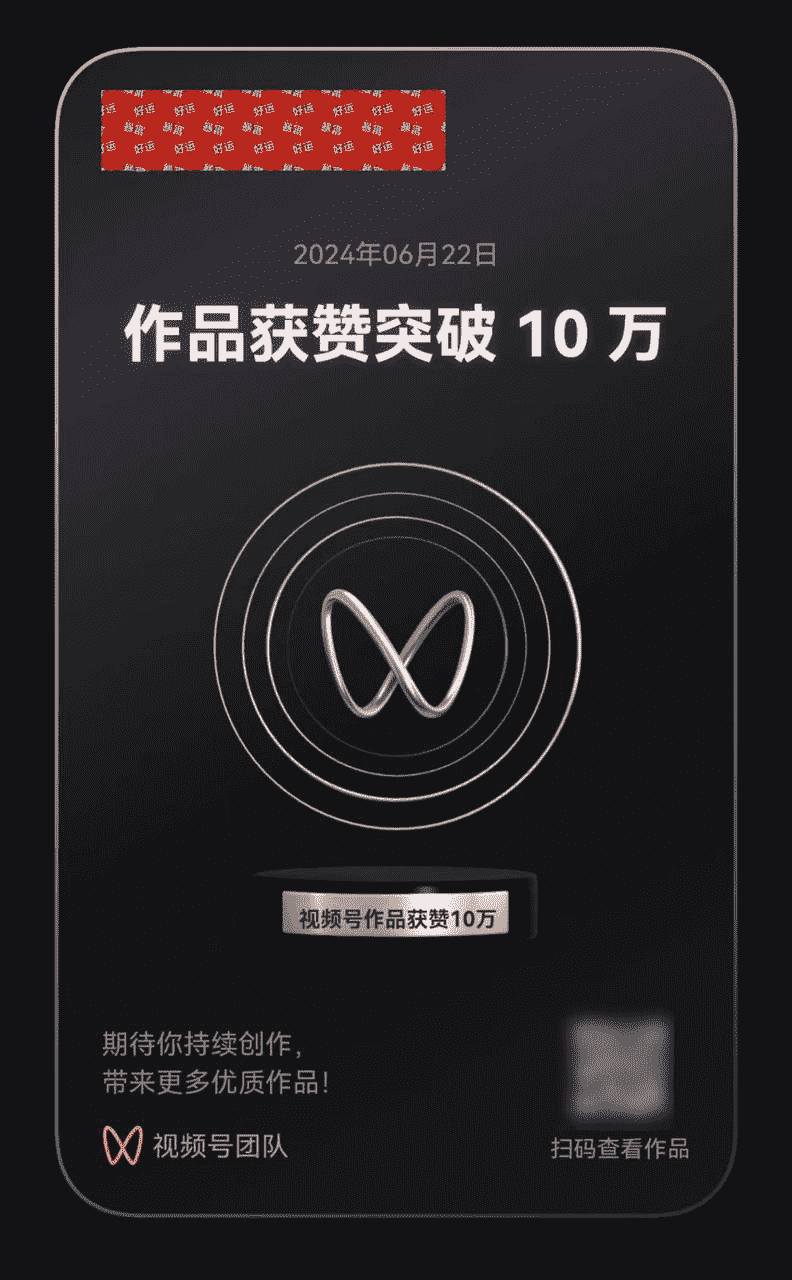 2024年06月22日
作品获赞突破 10 万
视频号作品获赞10万
期待你持续创作，
带来更多优质作品！
视频号团队
扫码查看作品